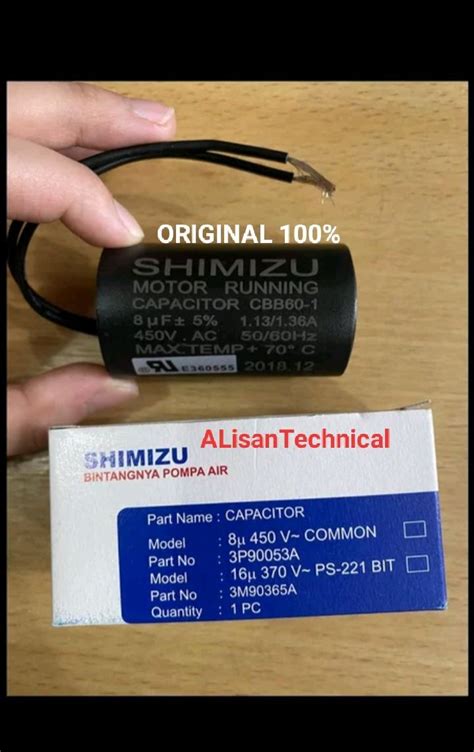 ORIGINAL 100%
SHIMIZU
MOTOR RUNNING
CAPACITOR CBB60-1
8 µF ± 5% 1.13/1.36A
450V . AC 50/60Hz
MAX.TEMP + 70° C
E360555 2018.12
ALisanTechnical
SHIMIZU
BINTANGNYA POMPA AIR
Part Name : CAPACITOR
Model : 8µ 450 V~ COMMON
Part No : 3P90053A
Model : 16µ 370 V~ PS-221 BIT
Part No : 3M90365A
Quantity : 1 PC